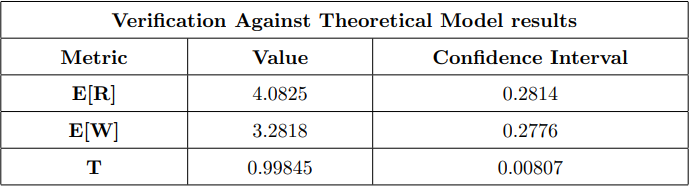 Verification Against Theoretical Model results
Metric Value Confidence Interval
E[R] 4.0825 0.2814
E[W] 3.2818 0.2776
T 0.99845 0.00807